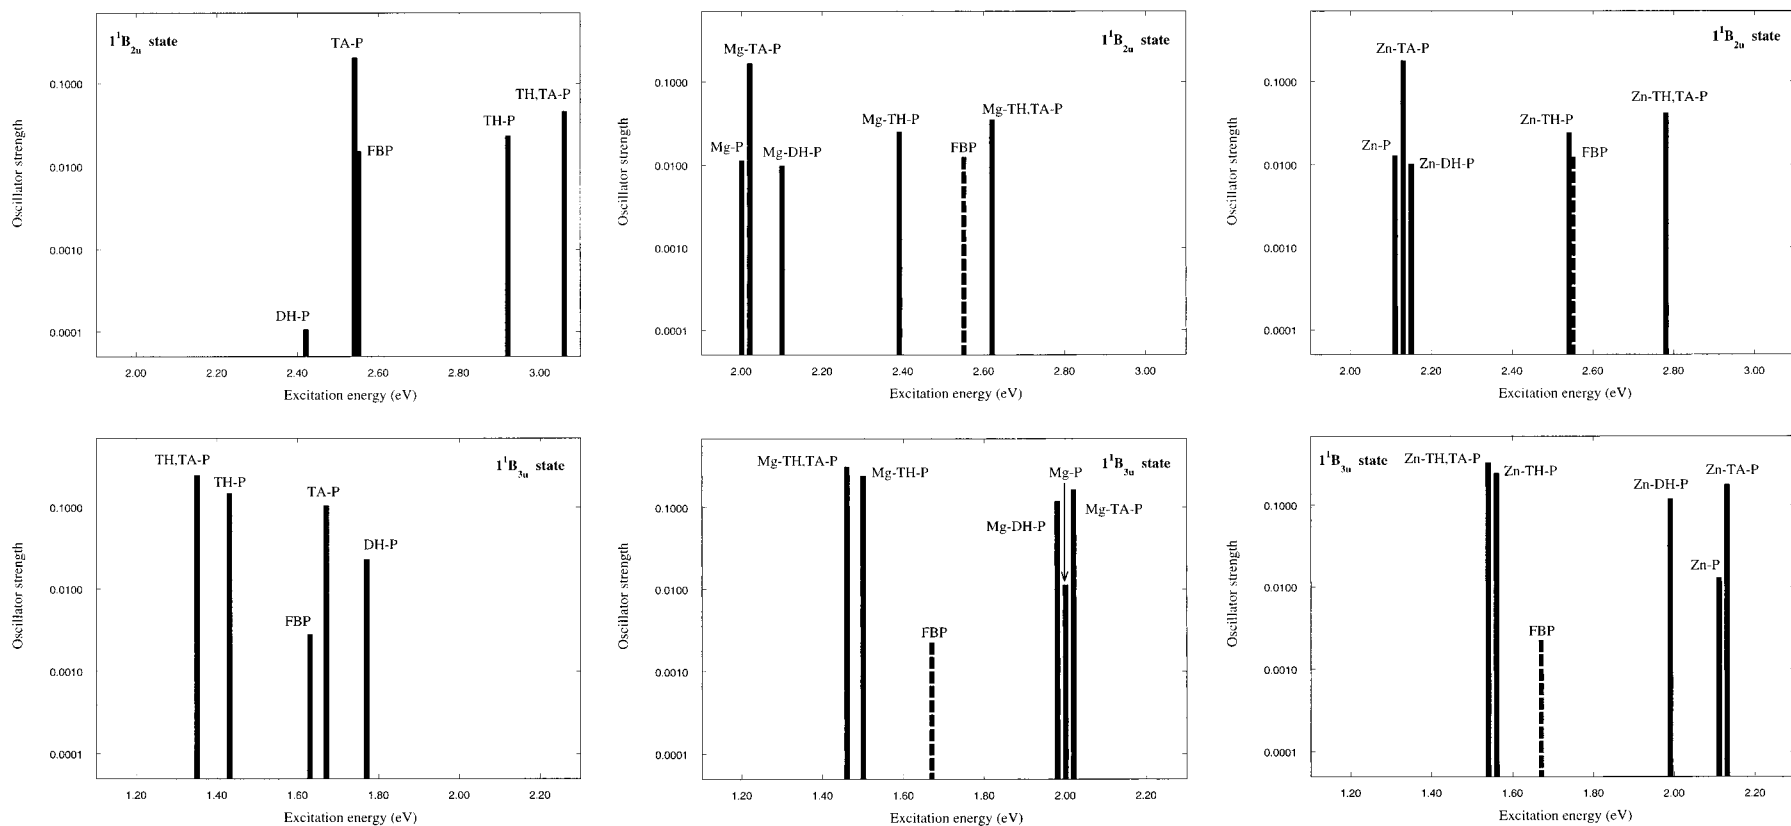 1¹B₂ᵤ state
TA-P
0.1000
TH,TA-P
TH-P
FBP
0.0100
0.0010
DH-P
0.0001
2.00 2.20 2.40 2.60 2.80 3.00
Excitation energy (eV)
Oscillator strength
1¹B₂ᵤ state
Mg-TA-P
0.1000
Mg-TH-P
Mg-TH,TA-P
Mg-P
Mg-DH-P
FBP
0.0100
0.0010
0.0001
2.00 2.20 2.40 2.60 2.80 3.00
Excitation energy (eV)
Oscillator strength
1¹B₂ᵤ state
Zn-TA-P
0.1000
Zn-TH,TA-P
Zn-TH-P
Zn-P
FBP
Zn-DH-P
0.0100
0.0010
0.0001
2.00 2.20 2.40 2.60 2.80 3.00
Excitation energy (eV)
Oscillator strength
TH,TA-P
1¹B₃ᵤ state
TH-P
TA-P
0.1000
DH-P
0.0100
FBP
0.0010
0.0001
1.20 1.40 1.60 1.80 2.00 2.20
Excitation energy (eV)
Oscillator strength
Mg-TH,TA-P
Mg-TH-P
Mg-P
1¹B₃ᵤ state
0.1000
Mg-DH-P
Mg-TA-P
0.0100
FBP
0.0010
0.0001
1.20 1.40 1.60 1.80 2.00 2.20
Excitation energy (eV)
Oscillator strength
1¹B₃ᵤ state
Zn-TH,TA-P
Zn-TH-P
Zn-TA-P
Zn-DH-P
0.1000
Zn-P
0.0100
FBP
0.0010
0.0001
1.20 1.40 1.60 1.80 2.00 2.20
Excitation energy (eV)
Oscillator strength